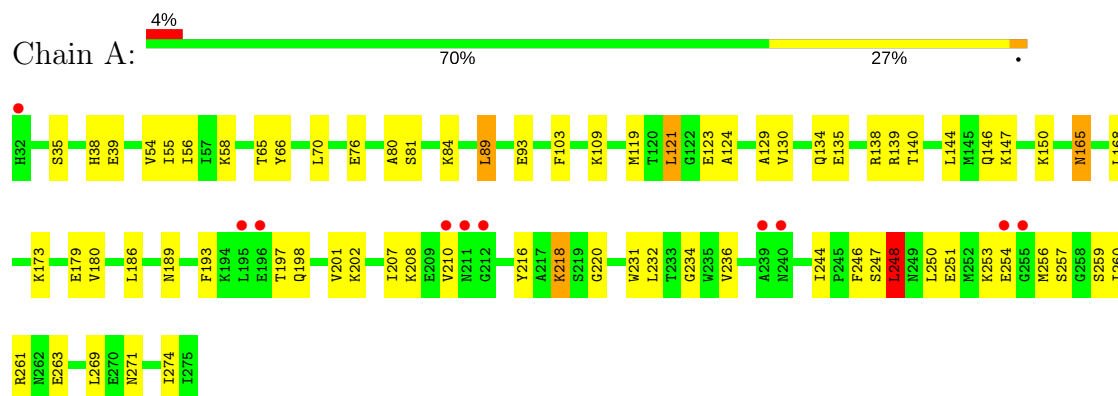 4%
Chain A:
70% 27% •
H32 S35 H38 E39 V54 I55 I56 I57 K58 T65 Y66 L70 E76 A80 S81 K84 L89 E93 F103 K109 M119 T120 L121 G122 E123 A124 A129 V130 Q134 E135 R138 R139 T140 L144 M145 Q146 K147 K150 N165
K173 E179 V180 L186 N189 F193 K194 L195 E196 T197 Q198 V201 K202 I207 K208 E209 V210 N211 G212 Y216 A217 K218 S219 G220 W231 L232 T233 G234 W235 V236 A239 N240 I244 P245 F246 S247 L248 N249 L250 E251 M252 K253 E254 G255 M256 S257 G258 S259
R261 N262 E263 L269 E270 N271 I274 I275